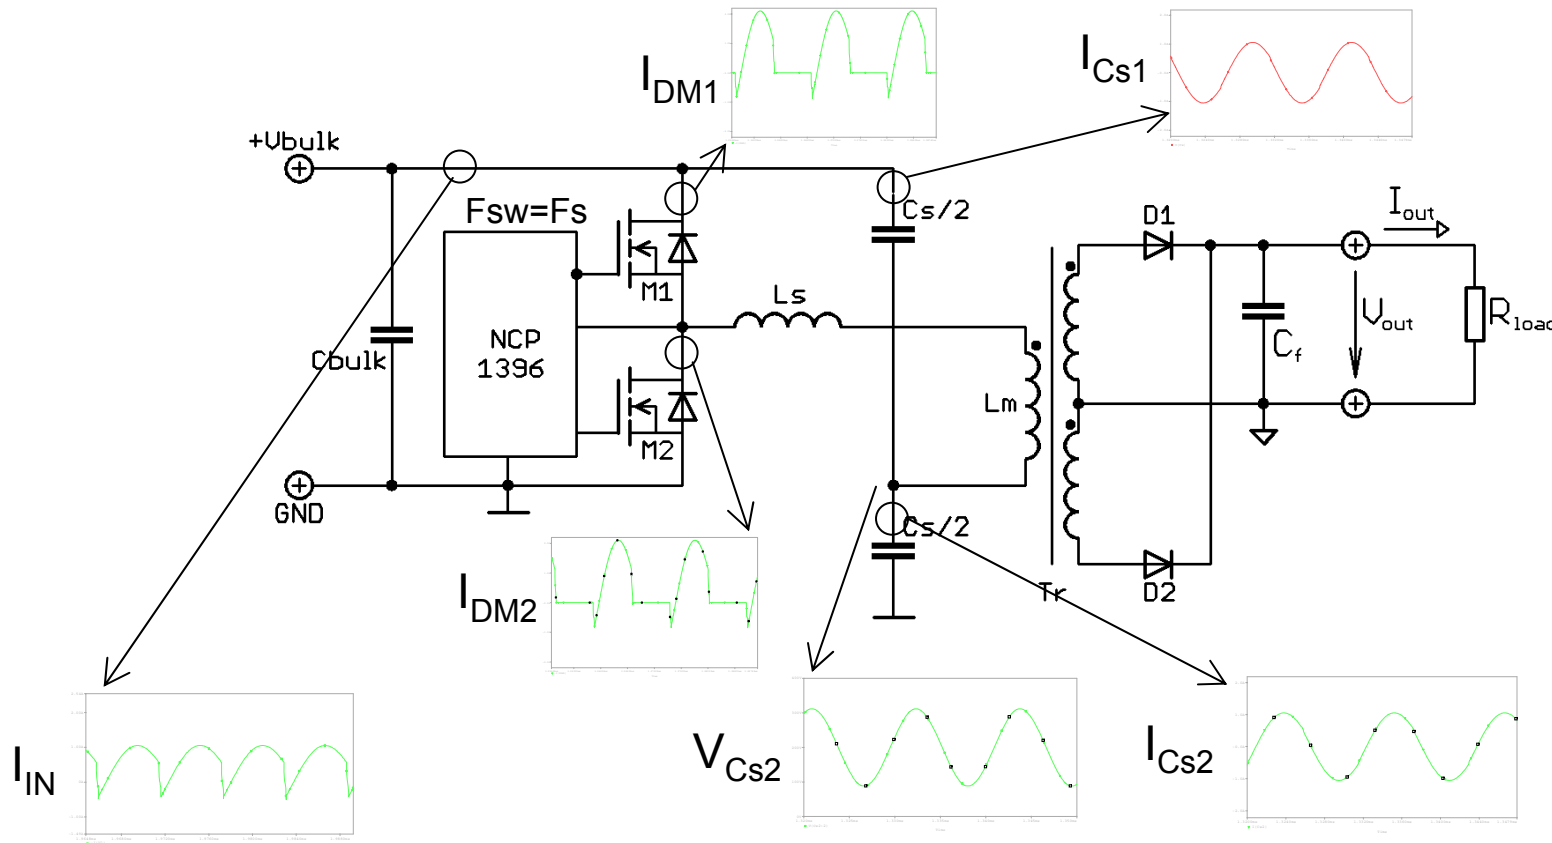 I_DM1
I_Cs1
+Vbulk
Fsw=Fs
Cs/2
D1
I_out
M1
Ls
NCP
1396
Cbulk
C_f
V_out
R_load
Lm
M2
GND
Cs/2
I_DM2
Tr
D2
I_IN
V_Cs2
I_Cs2